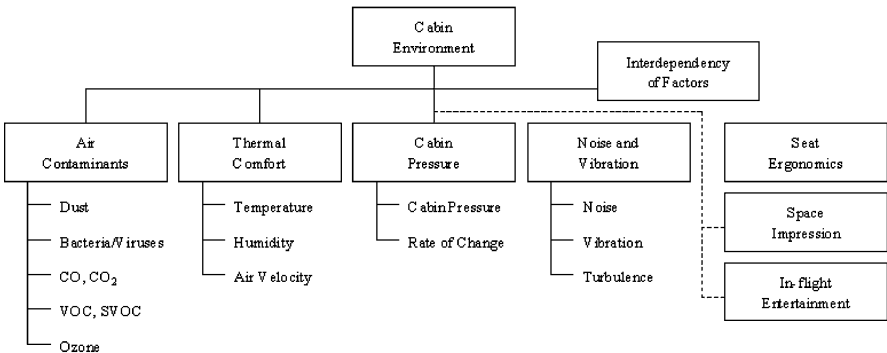 Cabin
Environment
Interdependency
of Factors
Air
Contaminants
Thermal
Comfort
Cabin
Pressure
Noise and
Vibration
Seat
Ergonomics
Dust
Bacteria/Viruses
CO, CO₂
VOC, SVOC
Ozone
Temperature
Humidity
Air Velocity
Cabin Pressure
Rate of Change
Noise
Vibration
Turbulence
Space
Impression
In-flight
Entertainment